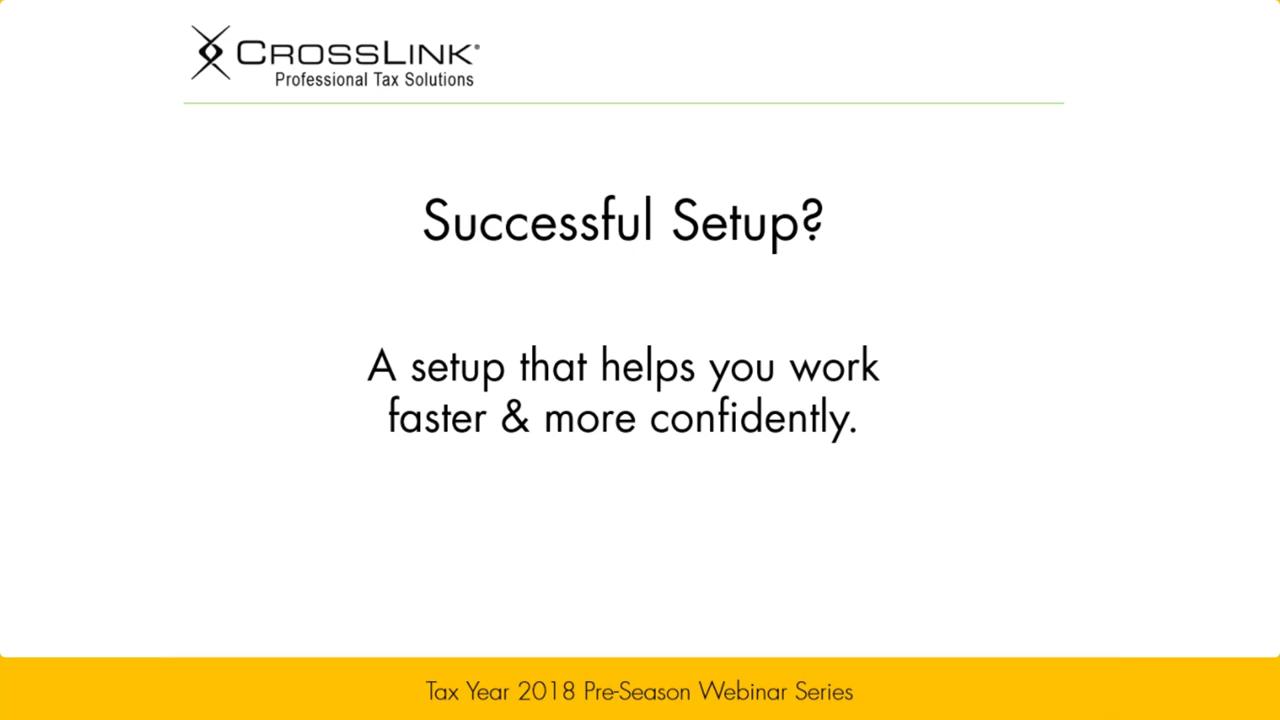 CROSSLINK®
Professional Tax Solutions
Successful Setup?
A setup that helps you work
faster & more confidently.
Tax Year 2018 Pre-Season Webinar Series